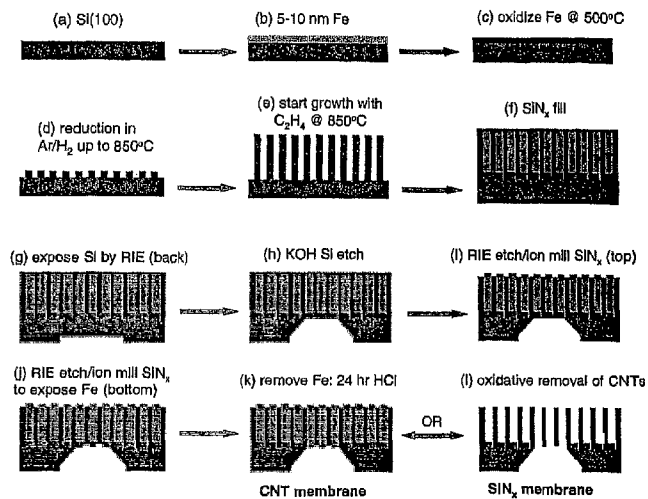 (a) Si(100)
(b) 5-10 nm Fe
(c) oxidize Fe @ 500ºC
(d) reduction in
Ar/H₂ up to 850ºC
(e) start growth with
C₂H₄ @ 850ºC
(f) SiNₓ fill
(g) expose Si by RIE (back)
(h) KOH Si etch
(i) RIE etch/ion mill SiNₓ (top)
(j) RIE etch/ion mill SiNₓ
to expose Fe (bottom)
(k) remove Fe: 24 hr HCl
OR
(l) oxidative removal of CNTs
CNT membrane
SiNₓ membrane